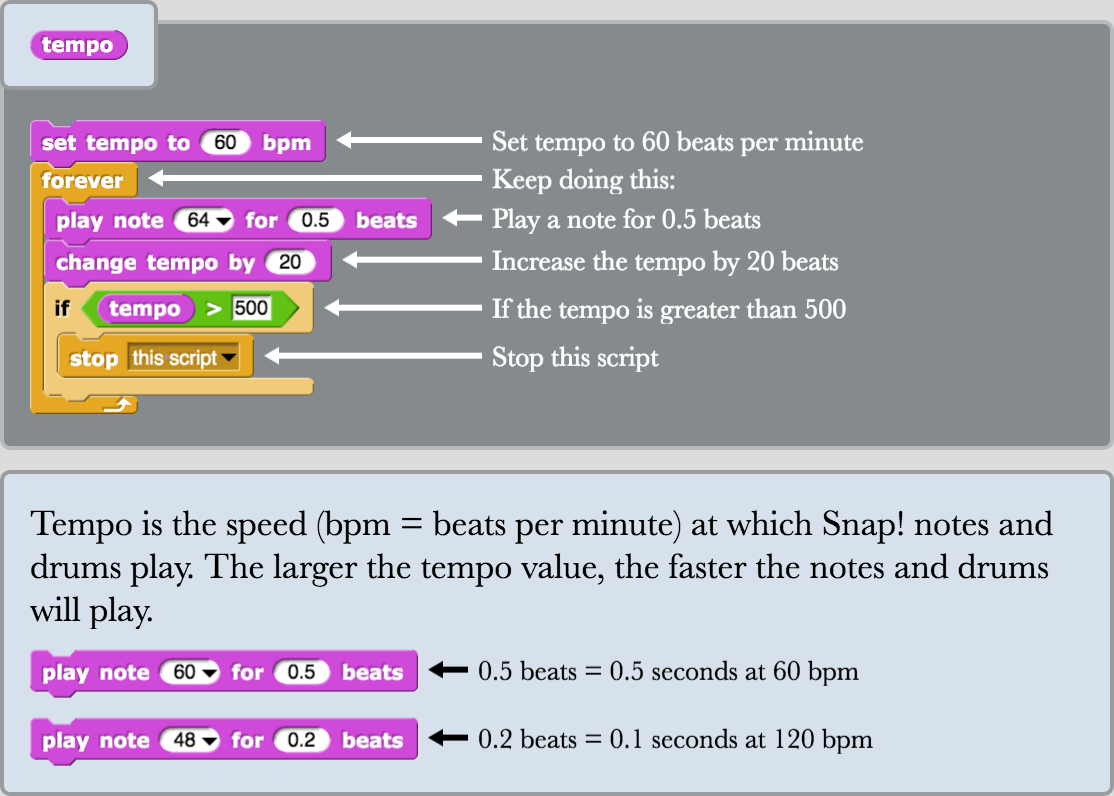 tempo
set tempo to 60 bpm
Set tempo to 60 beats per minute
forever
Keep doing this:
play note 64 for 0.5 beats
Play a note for 0.5 beats
change tempo by 20
Increase the tempo by 20 beats
if tempo > 500
If the tempo is greater than 500
stop this script
Stop this script
Tempo is the speed (bpm = beats per minute) at which Snap! notes and
drums play. The larger the tempo value, the faster the notes and drums
will play.
play note 60 for 0.5 beats
0.5 beats = 0.5 seconds at 60 bpm
play note 48 for 0.2 beats
0.2 beats = 0.1 seconds at 120 bpm